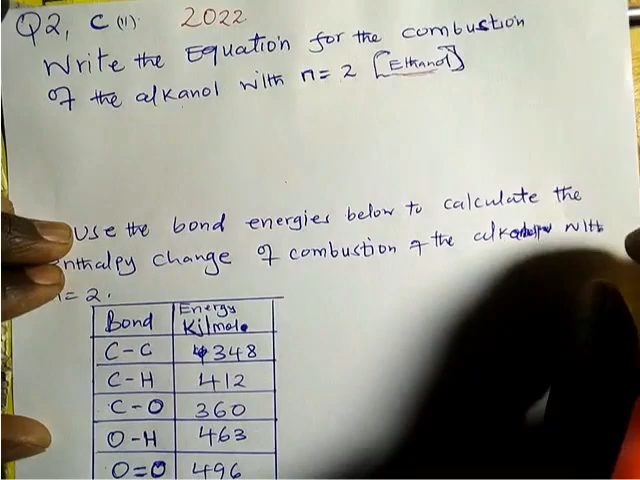 Q2, C (ii). 2022
Write the Equation for the combustion
of the alkanol with n= 2 [Ethanol]
Use the bond energies below to calculate the
enthalpy change of combustion of the with
= 2.
Bond Energy KJ/mole
C-C 348
C-H 412
C-O 360
O-H 463
O=O 496